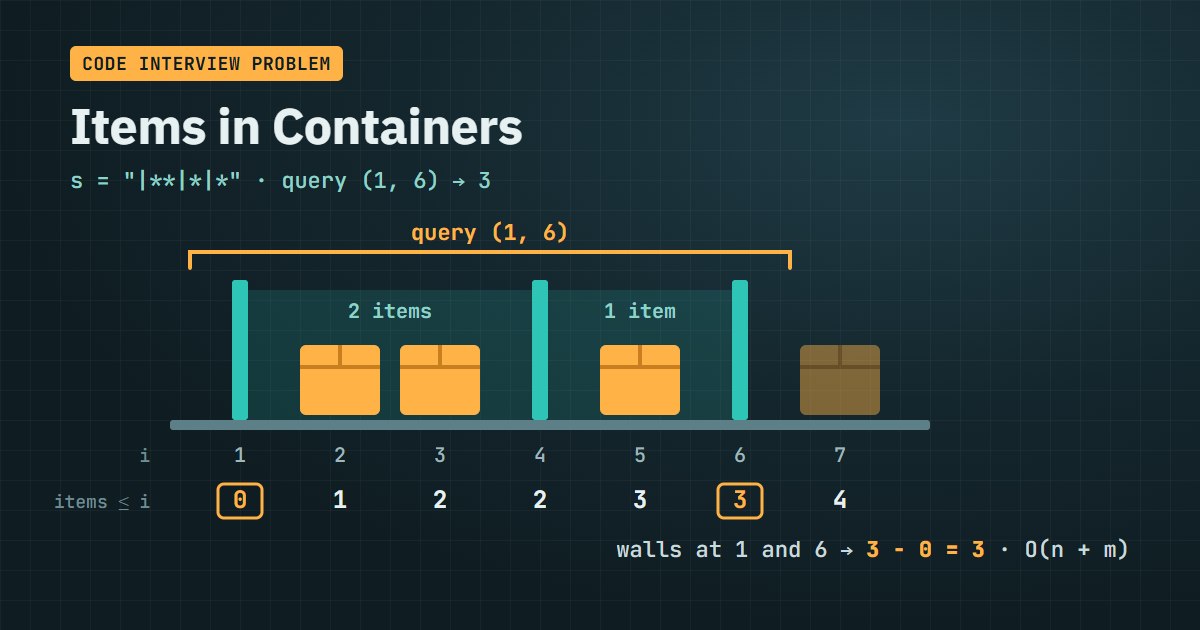 CODE INTERVIEW PROBLEM
Items in Containers
s = "|**|*|*" · query (1, 6) → 3
query (1, 6)
2 items 1 item
i 1 2 3 4 5 6 7
items ≤ i 0 1 2 2 3 3 4
walls at 1 and 6 → 3 - 0 = 3 · O(n + m)